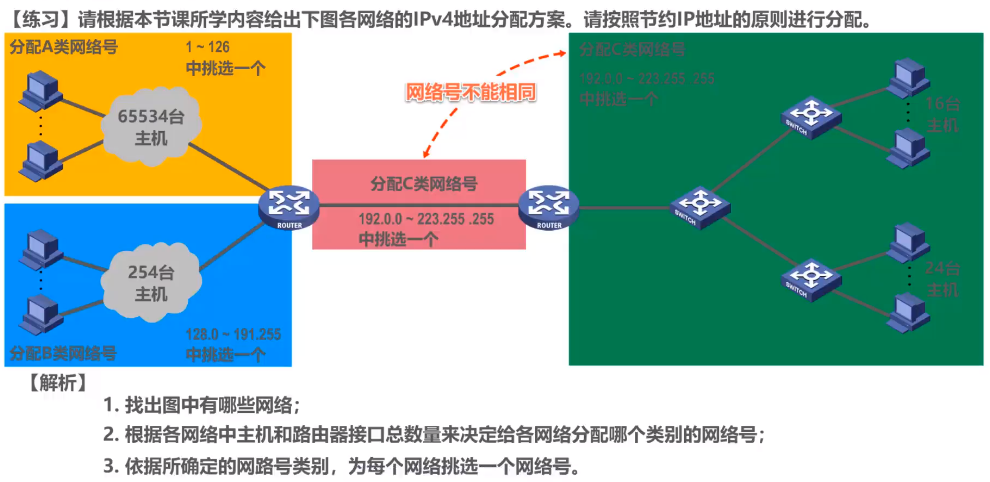 【练习】请根据本节课所学内容给出下图各网络的IPv4地址分配方案。请按照节约IP地址的原则进行分配。
分配A类网络号
1 ~ 126
中挑选一个
65534台
主机
254台
主机
128.0 ~ 191.255
中挑选一个
分配B类网络号
ROUTER
网络号不能相同
分配C类网络号
192.0.0 ~ 223.255 .255
中挑选一个
ROUTER
分配C类网络号
192.0.0 ~ 223.255 .255
中挑选一个
SWITCH
SWITCH
SWITCH
16台
主机
24台
主机
【解析】
1. 找出图中有哪些网络；
2. 根据各网络中主机和路由器接口总数量来决定给各网络分配哪个类别的网络号；
3. 依据所确定的网路号类别，为每个网络挑选一个网络号。